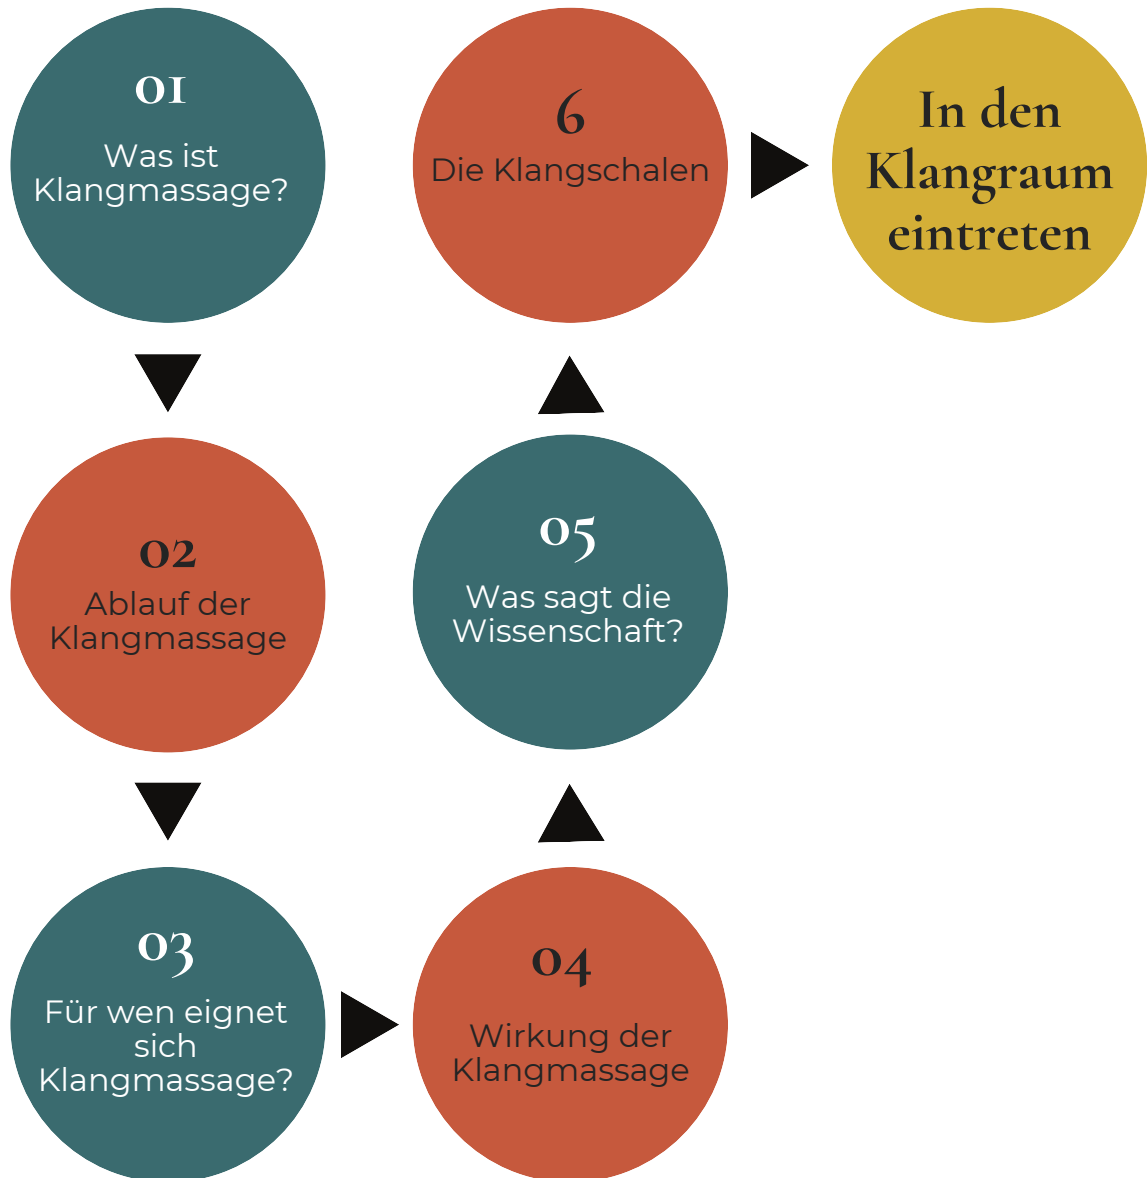 01
Was ist
Klangmassage?
02
Ablauf der
Klangmassage
03
Für wen eignet
sich
Klangmassage?
04
Wirkung der
Klangmassage
05
Was sagt die
Wissenschaft?
6
Die Klangschalen
In den
Klangraum
eintreten